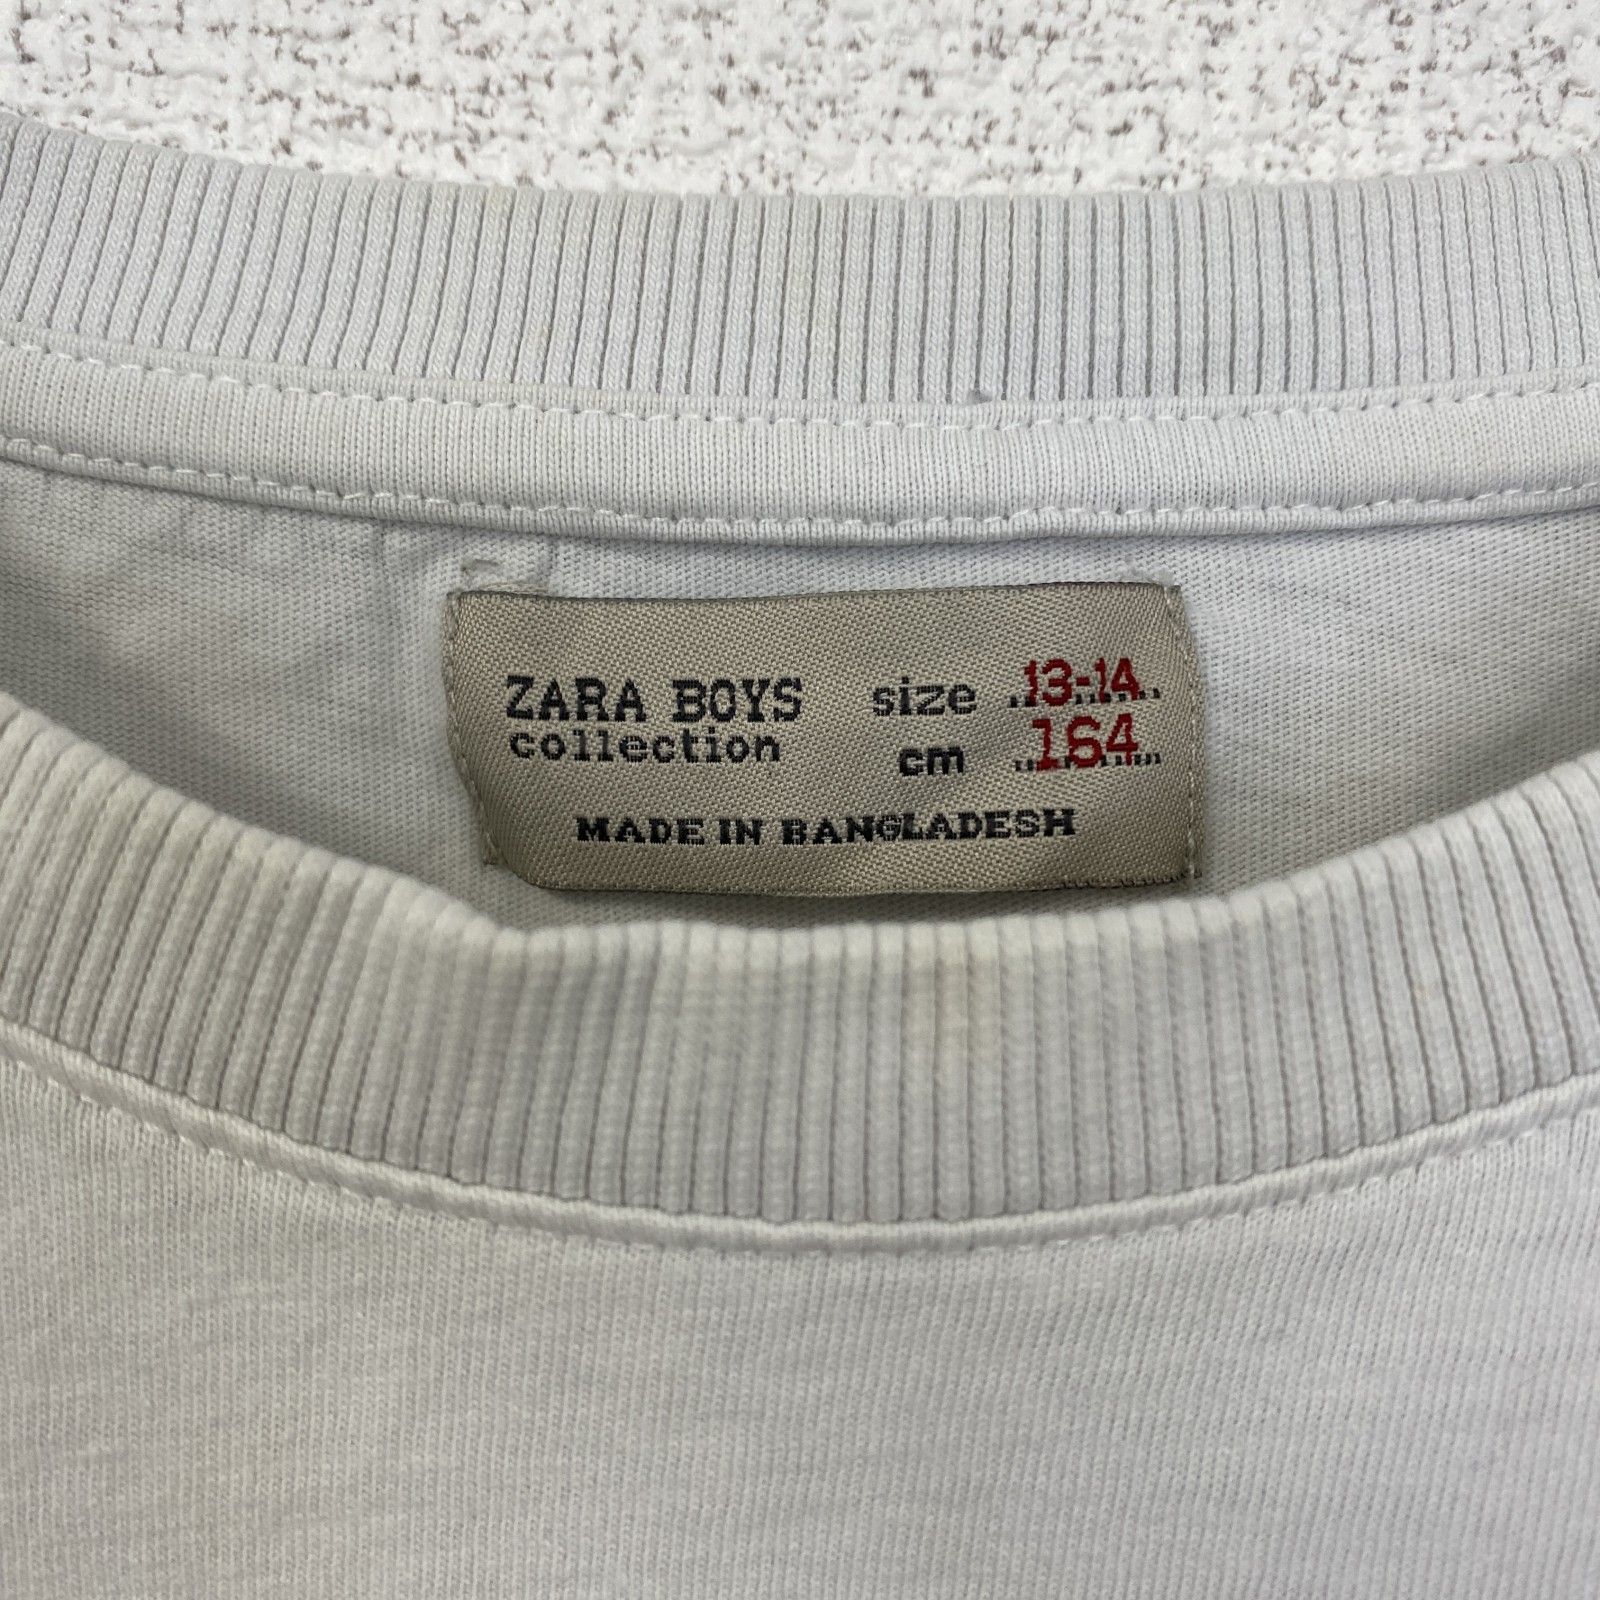 ZARA BOYS size 13-14
collection cm 164
MADE IN BANGLADESH